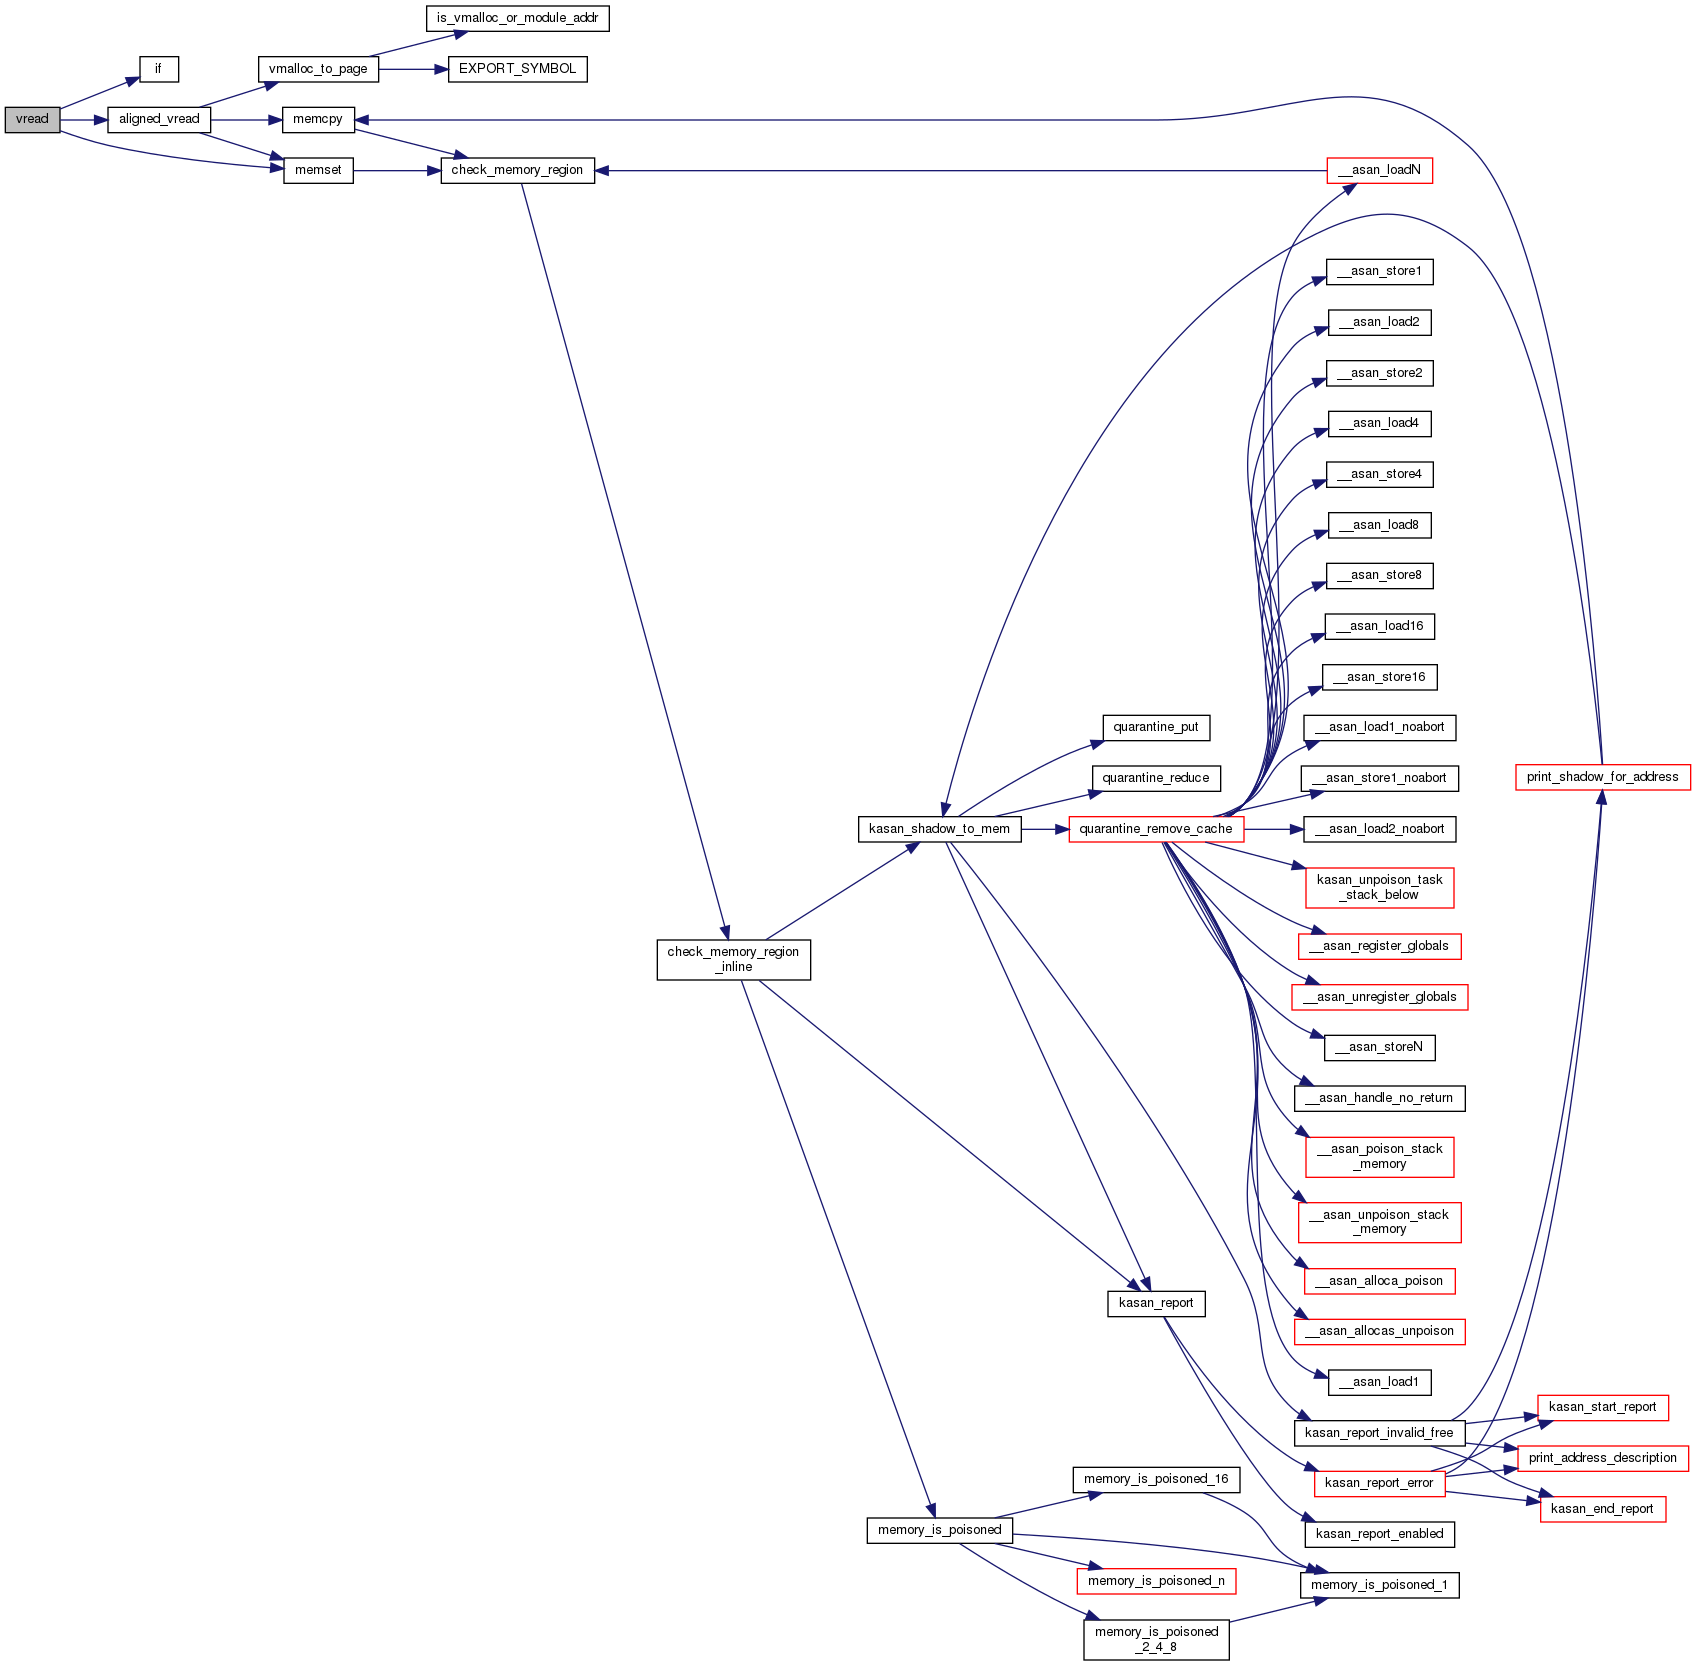 is_vmalloc_or_module_addr
if
vmalloc_to_page
EXPORT_SYMBOL
vread
aligned_vread
memcpy
memset
check_memory_region
__asan_loadN
__asan_store1
__asan_load2
__asan_store2
__asan_load4
__asan_store4
__asan_load8
__asan_store8
__asan_load16
__asan_store16
quarantine_put
__asan_load1_noabort
quarantine_reduce
__asan_store1_noabort
print_shadow_for_address
kasan_shadow_to_mem
quarantine_remove_cache
__asan_load2_noabort
kasan_unpoison_task
_stack_below
__asan_register_globals
check_memory_region
_inline
__asan_unregister_globals
__asan_storeN
__asan_handle_no_return
__asan_poison_stack
_memory
__asan_unpoison_stack
_memory
__asan_alloca_poison
kasan_report
__asan_allocas_unpoison
__asan_load1
kasan_start_report
kasan_report_invalid_free
print_address_description
memory_is_poisoned_16
kasan_report_error
kasan_end_report
memory_is_poisoned
kasan_report_enabled
memory_is_poisoned_n
memory_is_poisoned_1
memory_is_poisoned
_2_4_8